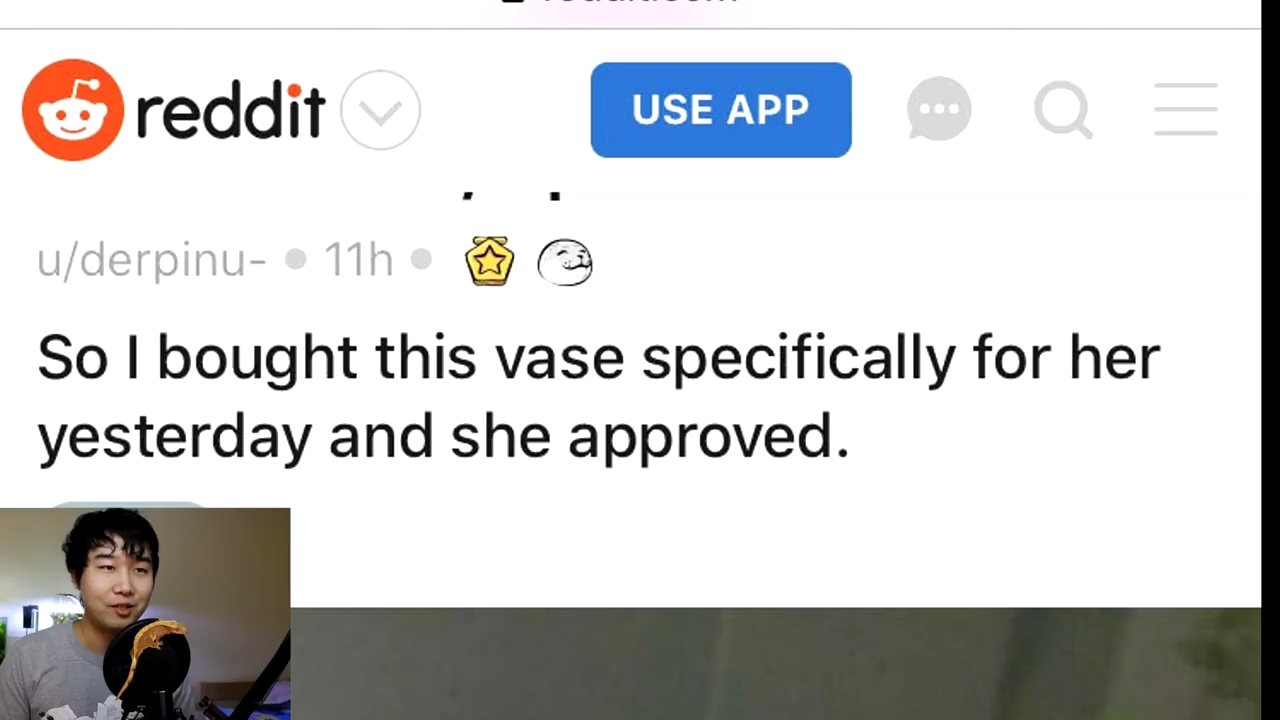 reddit
USE APP
u/derpinu- • 11h •
So I bought this vase specifically for her
yesterday and she approved.